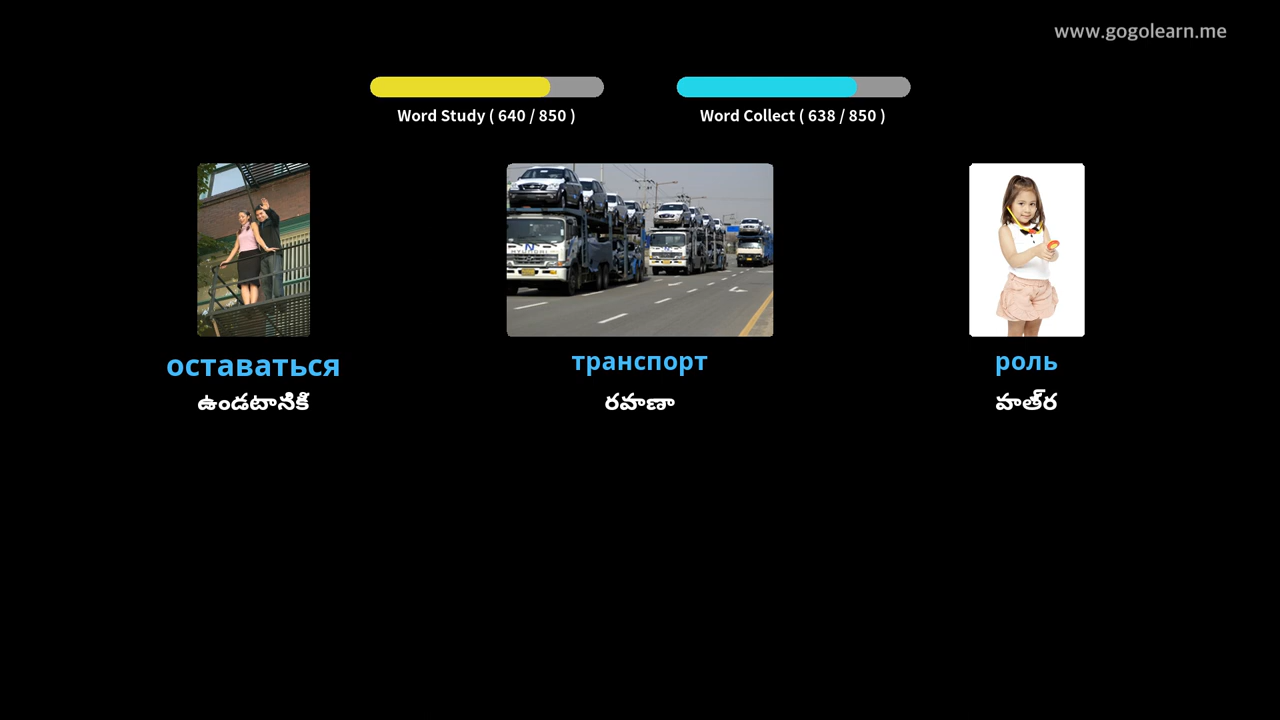 www.gogolearn.me
Word Study ( 640 / 850 )
Word Collect ( 638 / 850 )
оставаться
ఉండటానికి
транспорт
రవాణా
роль
పాత్ర